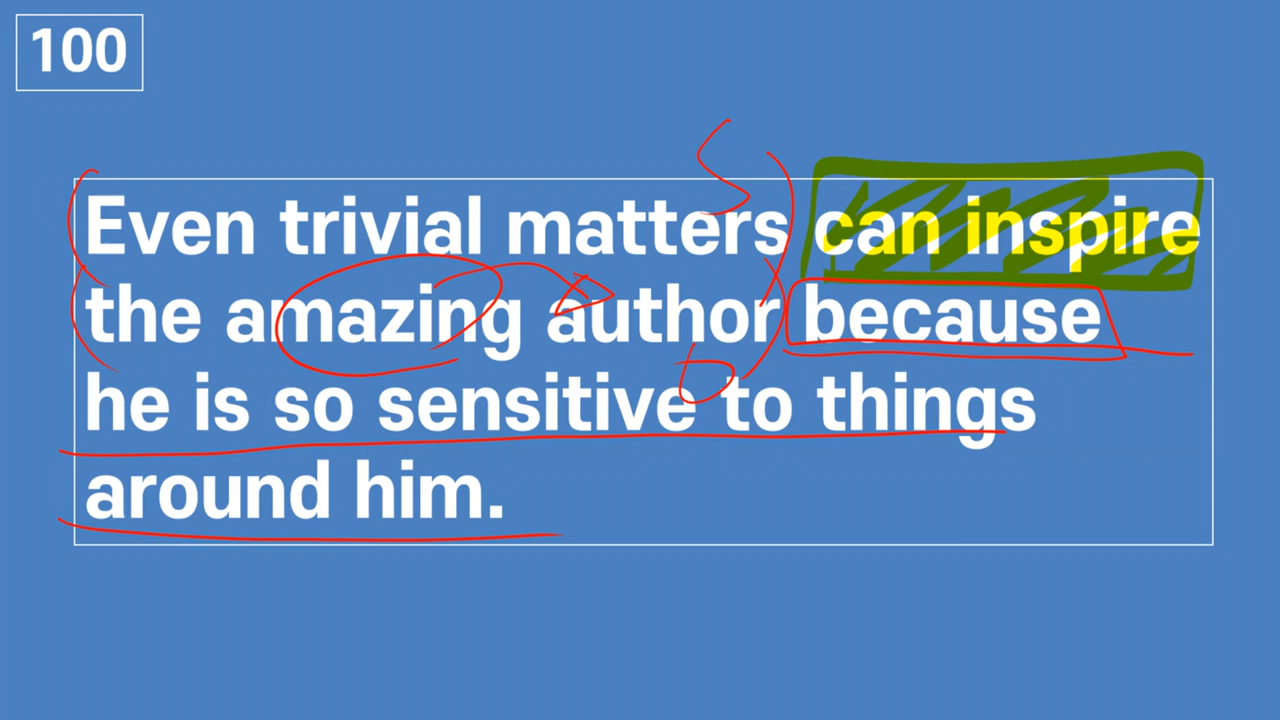 100
S
Even trivial matters can inspire
the amazing author because
he is so sensitive to things
around him.